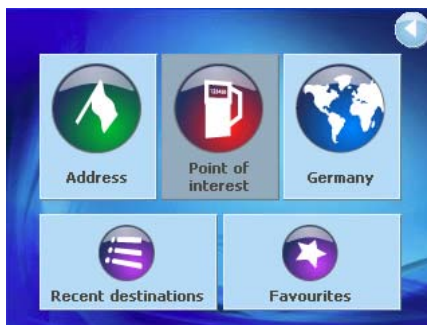 Address
Point of
interest
Germany
Recent destinations
Favourites